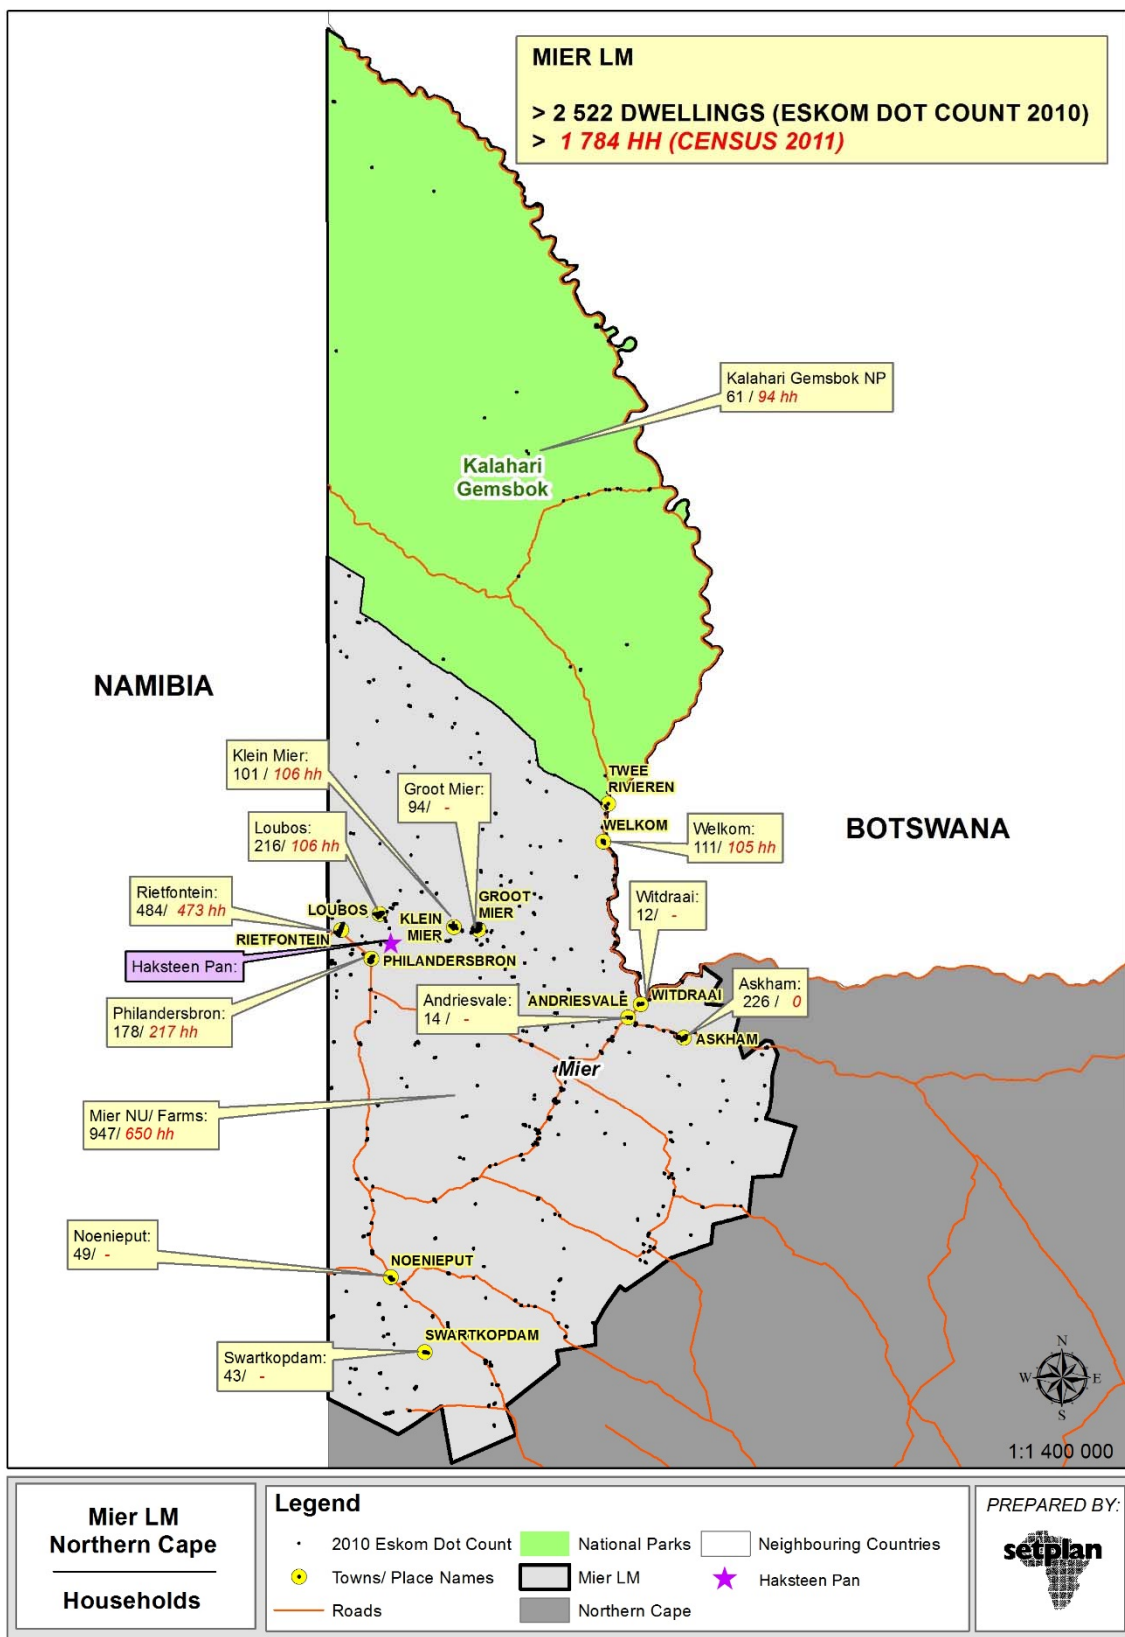 MIER LM
> 2 522 DWELLINGS (ESKOM DOT COUNT 2010)
> 1 784 HH (CENSUS 2011)
Kalahari Gemsbok NP
61 / 94 hh
Kalahari
Gemsbok
NAMIBIA
BOTSWANA
Klein Mier:
101 / 106 hh
Groot Mier:
94/ -
TWEE
RIVIEREN
WELKOM
Welkom:
111/ 105 hh
Loubos:
216/ 106 hh
Rietfontein:
484/ 473 hh
Witdraai:
12/ -
LOUBOS
KLEIN
MIER
GROOT
MIER
RIETFONTEIN
Haksteen Pan:
PHILANDERSBRON
Philandersbron:
178/ 217 hh
Andriesvale:
14 / -
ANDRIESVALE
WITDRAAI
Askham:
226 / 0
ASKHAM
Mier
Mier NU/ Farms:
947/ 650 hh
Noenieput:
49/ -
NOENIEPUT
SWARTKOPDAM
Swartkopdam:
43/ -
N
W
E
S
1:1 400 000
Mier LM
Northern Cape
Households
Legend
2010 Eskom Dot Count
National Parks
Neighbouring Countries
Towns/ Place Names
Mier LM
Haksteen Pan
Roads
Northern Cape
PREPARED BY:
setplan